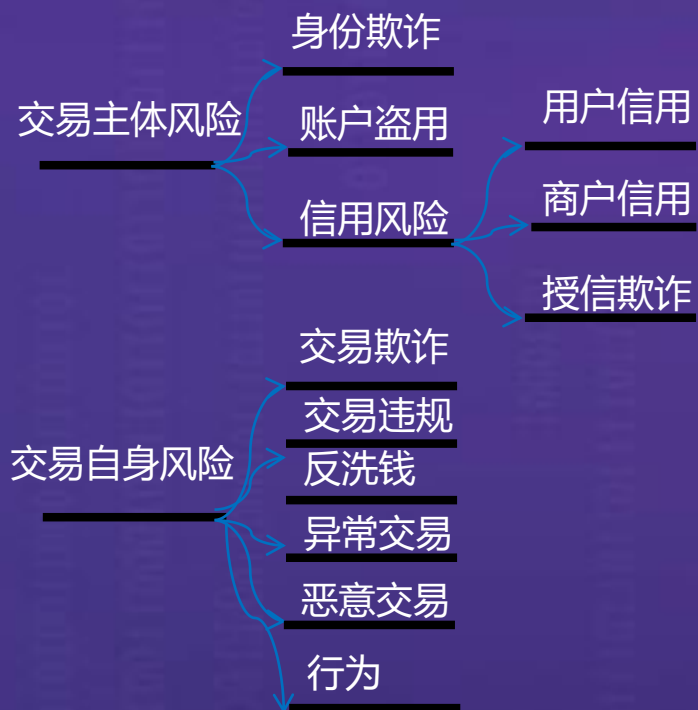 身份欺诈
交易主体风险
账户盗用
用户信用
信用风险
商户信用
授信欺诈
交易欺诈
交易违规
交易自身风险
反洗钱
异常交易
恶意交易
行为